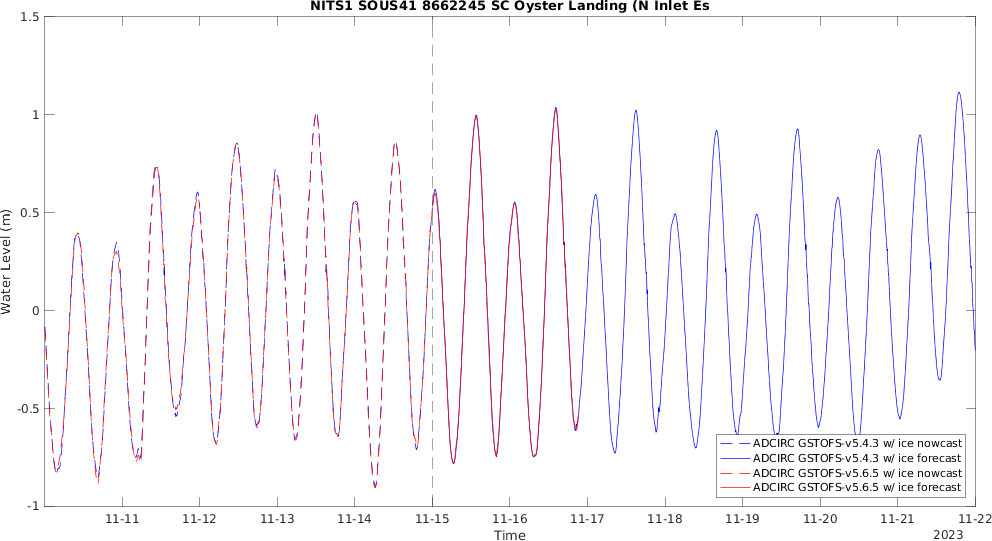 NITS1 SOUS41 8662245 SC Oyster Landing (N Inlet Es
Water Level (m)
1.5
1
0.5
0
-0.5
-1
ADCIRC GSTOFS-v5.4.3 w/ ice nowcast
ADCIRC GSTOFS-v5.4.3 w/ ice forecast
ADCIRC GSTOFS-v5.6.5 w/ ice nowcast
ADCIRC GSTOFS-v5.6.5 w/ ice forecast
11-11 11-12 11-13 11-14 11-15 11-16 11-17 11-18 11-19 11-20 11-21 11-22
Time
2023